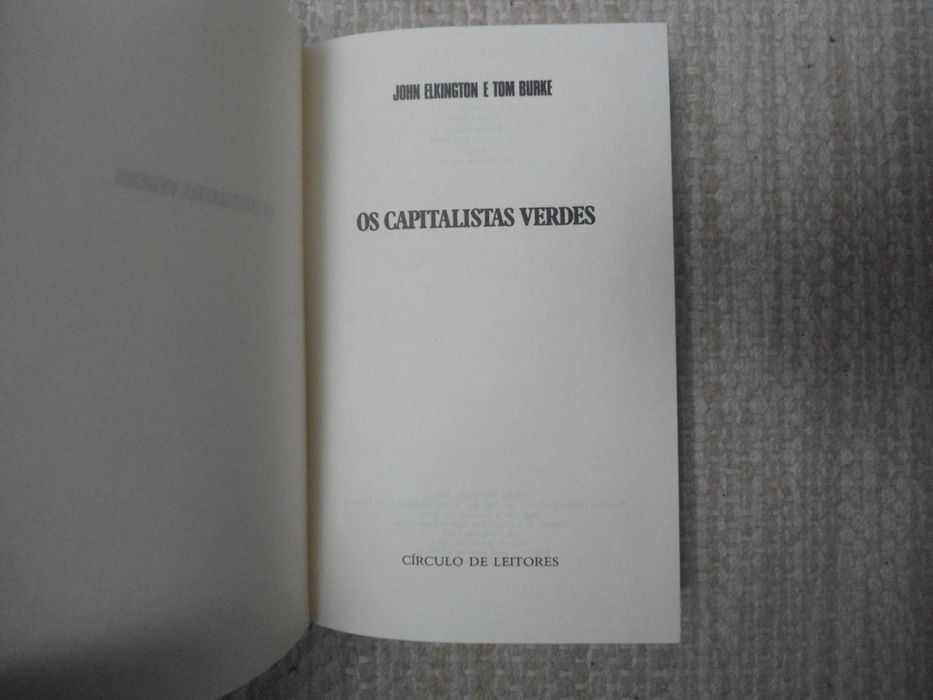 JOHN ELKINGTON E TOM BURKE
OS CAPITALISTAS VERDES
CÍRCULO DE LEITORES